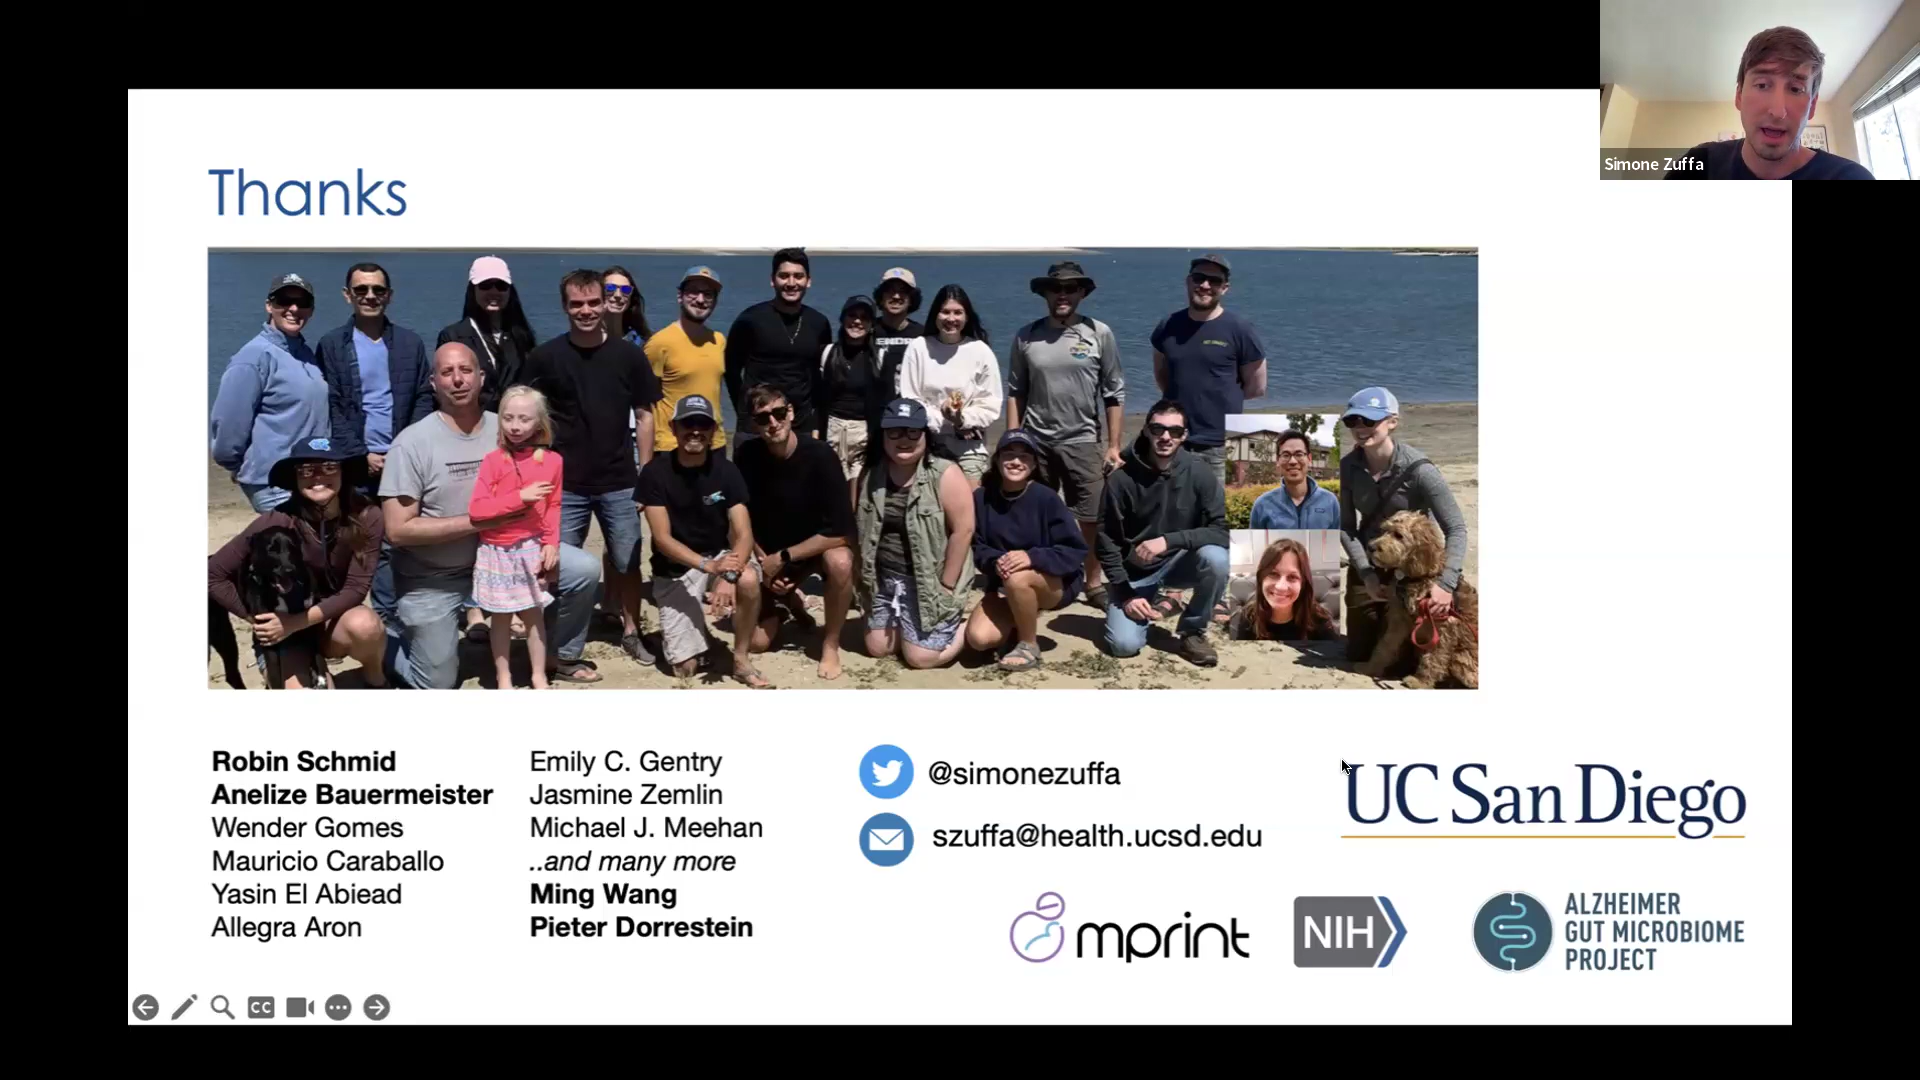 Simone Zuffa
Thanks
Robin Schmid
Anelize Bauermeister
Wender Gomes
Mauricio Caraballo
Yasin El Abiead
Allegra Aron
Emily C. Gentry
Jasmine Zemlin
Michael J. Meehan
..and many more
Ming Wang
Pieter Dorrestein
@simonezuffa
szuffa@health.ucsd.edu
UC San Diego
mprint
NIH
ALZHEIMER
GUT MICROBIOME
PROJECT
CC